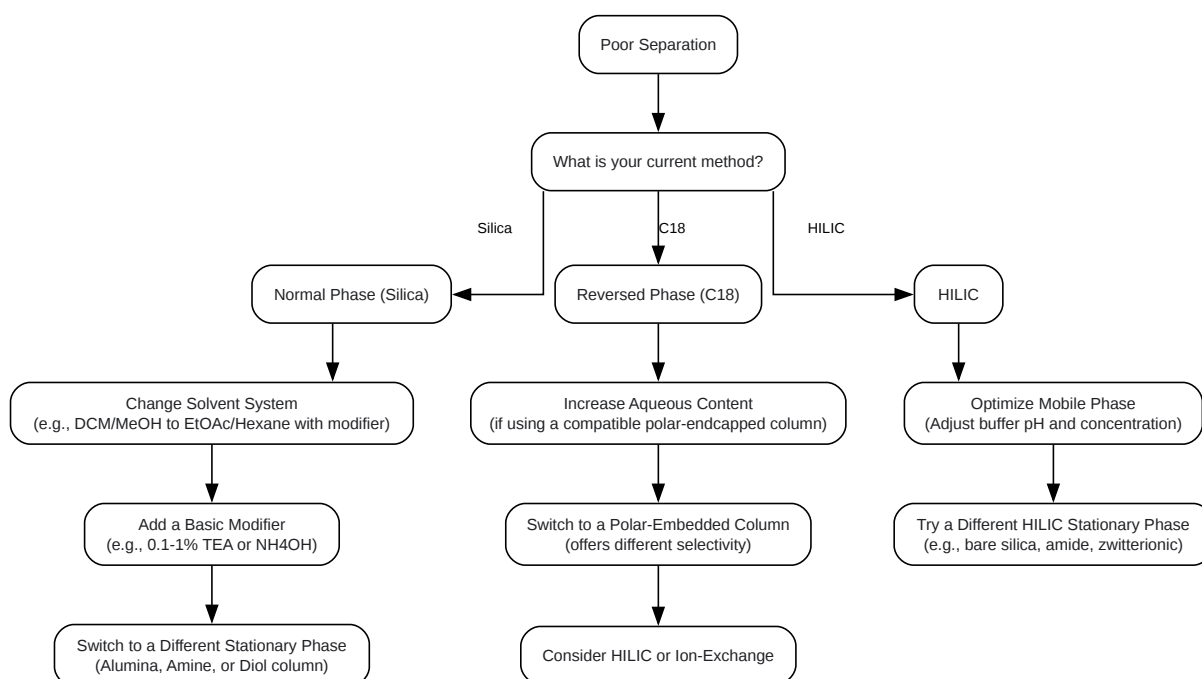 Poor Separation
What is your current method?
Silica
C18
HILIC
Normal Phase (Silica)
Reversed Phase (C18)
HILIC
Change Solvent System
(e.g., DCM/MeOH to EtOAc/Hexane with modifier)
Increase Aqueous Content
(if using a compatible polar-endcapped column)
Optimize Mobile Phase
(Adjust buffer pH and concentration)
Add a Basic Modifier
(e.g., 0.1-1% TEA or NH4OH)
Switch to a Polar-Embedded Column
(offers different selectivity)
Try a Different HILIC Stationary Phase
(e.g., bare silica, amide, zwitterionic)
Switch to a Different Stationary Phase
(Alumina, Amine, or Diol column)
Consider HILIC or Ion-Exchange